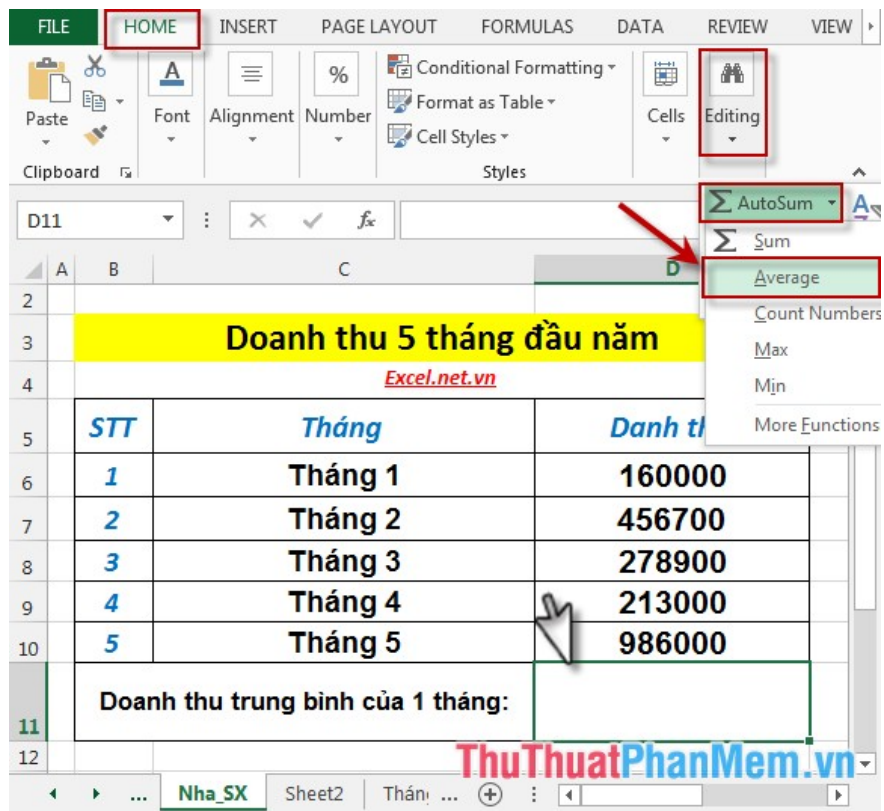 FILE HOME INSERT PAGE LAYOUT FORMULAS DATA REVIEW VIEW
Paste Font Alignment Number Conditional Formatting Format as Table Cell Styles Cells Editing
Clipboard Styles
AutoSum
D11 fx
Sum
Average
Count Numbers
Max
Min
More Functions
A B C D
2
3 Doanh thu 5 tháng đầu năm
4 Excel.net.vn
5 STT Tháng Danh
6 1 Tháng 1 160000
7 2 Tháng 2 456700
8 3 Tháng 3 278900
9 4 Tháng 4 213000
10 5 Tháng 5 986000
11 Doanh thu trung bình của 1 tháng:
12 ThuThuatPhanMem.vn
... Nha_SX Sheet2 Thán ...